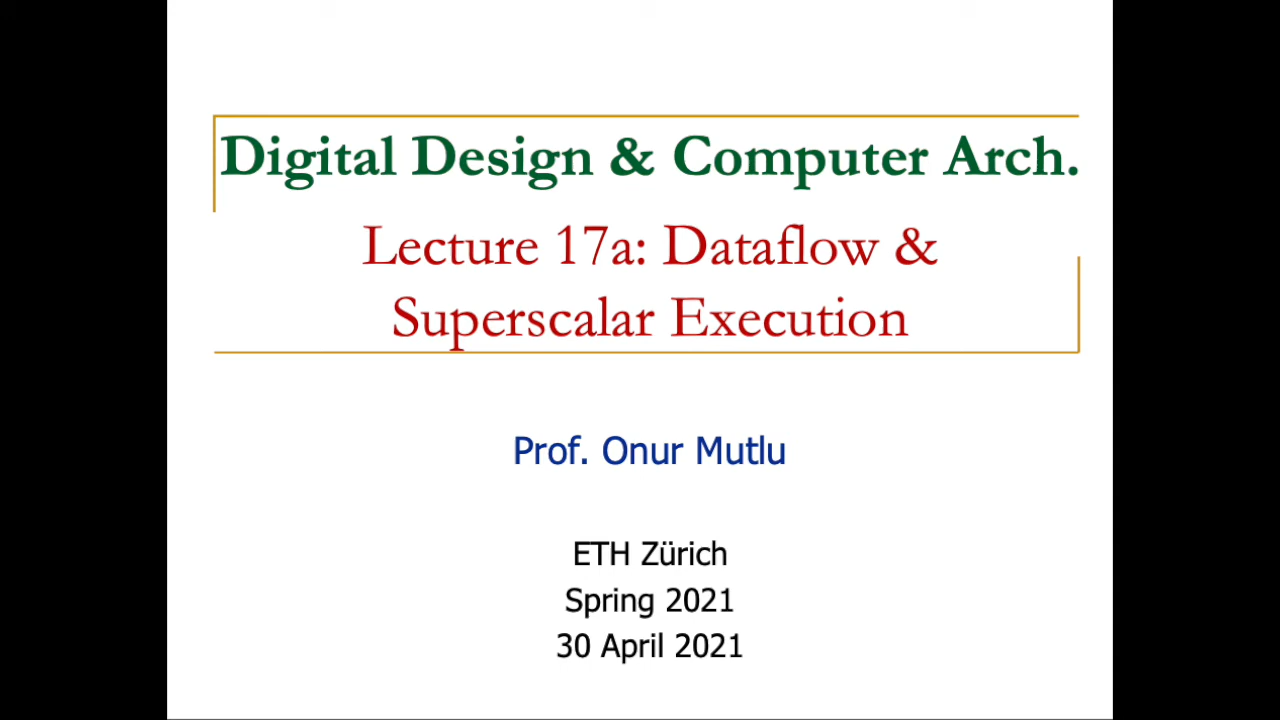 Digital Design & Computer Arch.
Lecture 17a: Dataflow &
Superscalar Execution
Prof. Onur Mutlu
ETH Zürich
Spring 2021
30 April 2021